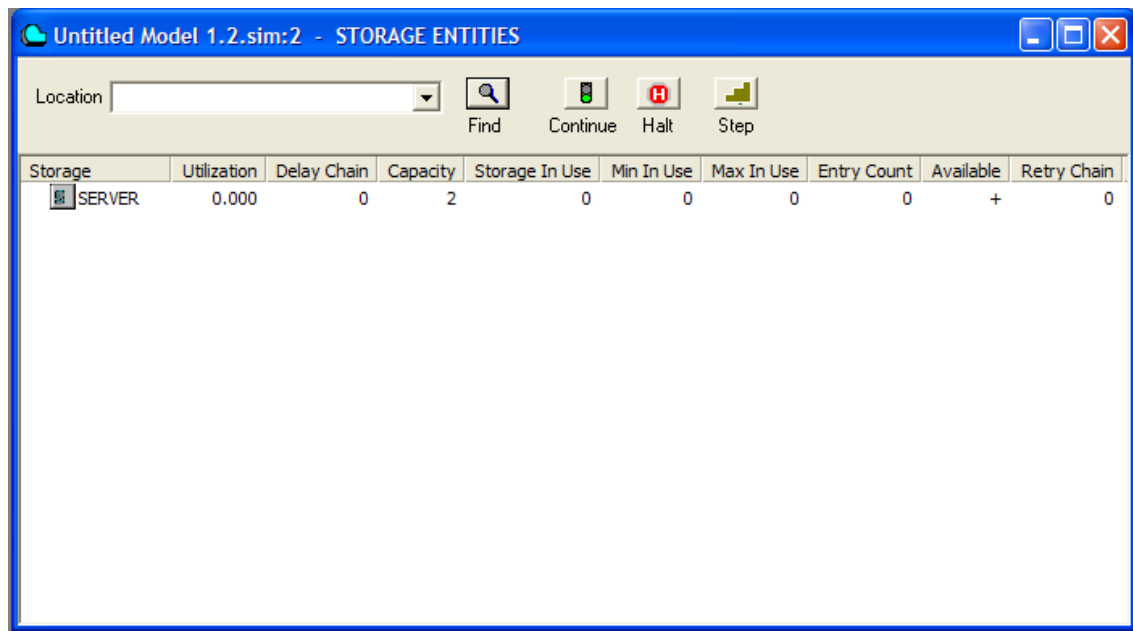 Untitled Model 1.2.sim:2 - STORAGE ENTITIES
Location
Find Continue Halt Step
Storage Utilization Delay Chain Capacity Storage In Use Min In Use Max In Use Entry Count Available Retry Chain
SERVER 0.000 0 2 0 0 0 0 + 0